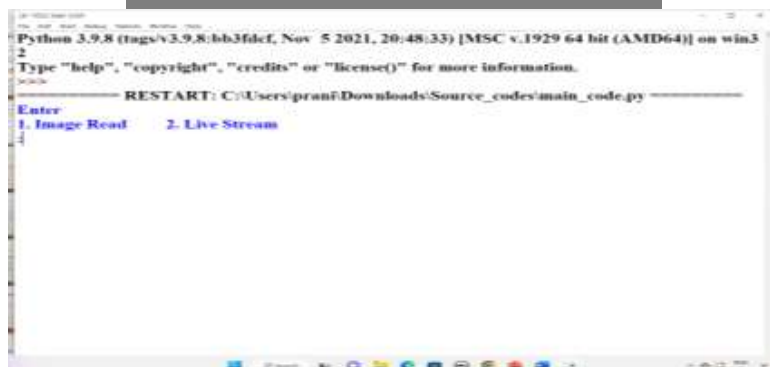 Python 3.9.8 (tags/v3.9.8:bb3fdcf, Nov  5 2021, 20:48:33) [MSC v.1929 64 bit (AMD64)] on win3
2
Type "help", "copyright", "credits" or "license()" for more information.
>>>
RESTART: C:\Users\prani\Downloads\Source_codes\main_code.py
Enter
1. Image Read     2. Live Stream